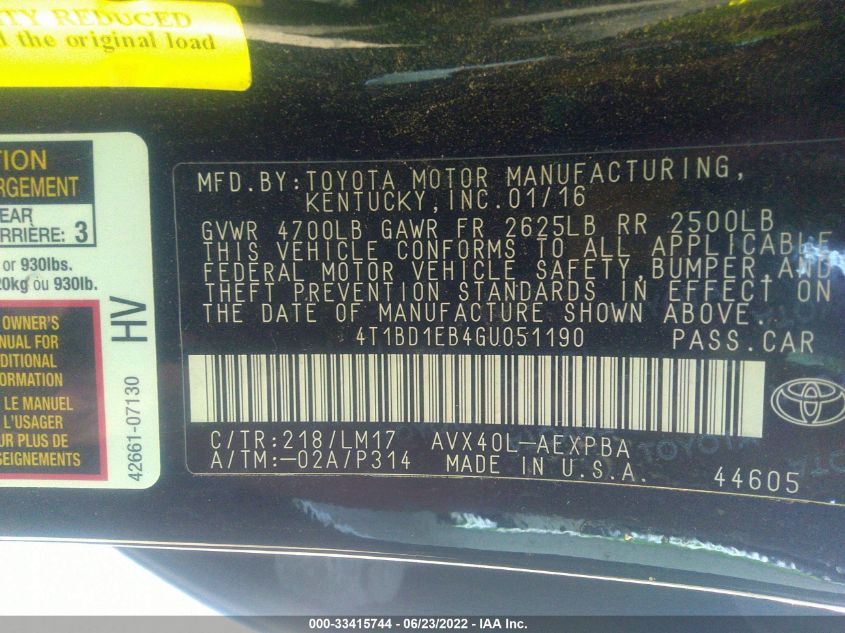 TY REDUCED
the original load
TION
RGEMENT
EAR
RRIÈRE: 3
or 930lbs.
20kg ou 930lb.
OWNER'S
NUAL FOR
DITIONAL
FORMATION
LE MANUEL
L'USAGER
UR PLUS DE
SEIGNEMENTS
HV
42661-07130
MFD.BY:TOYOTA MOTOR MANUFACTURING,
KENTUCKY,INC.01/16
GVWR 4700LB GAWR FR 2625LB RR 2500LB
THIS VEHICLE CONFORMS TO ALL APPLICABLE
FEDERAL MOTOR VEHICLE SAFETY,BUMPER,AND
THEFT PREVENTION STANDARDS IN EFFECT ON
THE DATE OF MANUFACTURE SHOWN ABOVE.
4T1BD1EB4GU051190 PASS.CAR
C/TR:218/LM17 AVX40L-AEXPBA
A/TM:-02A/P314 MADE IN U.S.A.
44605
TOYOTA
000-33415744 - 06/23/2022 - IAA Inc.